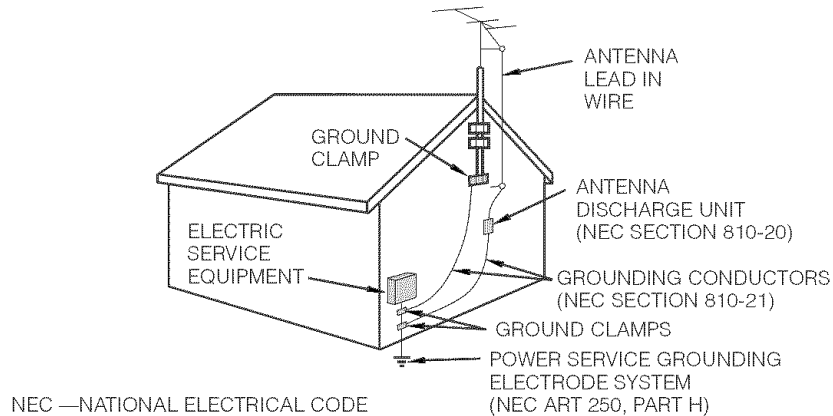 ANTENNA
LEAD IN
WIRE
GROUND
CLAMP
ANTENNA
DISCHARGE UNIT
(NEC SECTION 810-20)
ELECTRIC
SERVICE
EQUIPMENT
GROUNDING CONDUCTORS
(NEC SECTION 810-21)
GROUND CLAMPS
POWER SERVICE GROUNDING
ELECTRODE SYSTEM
(NEC ART 250, PART H)
NEC —NATIONAL ELECTRICAL CODE